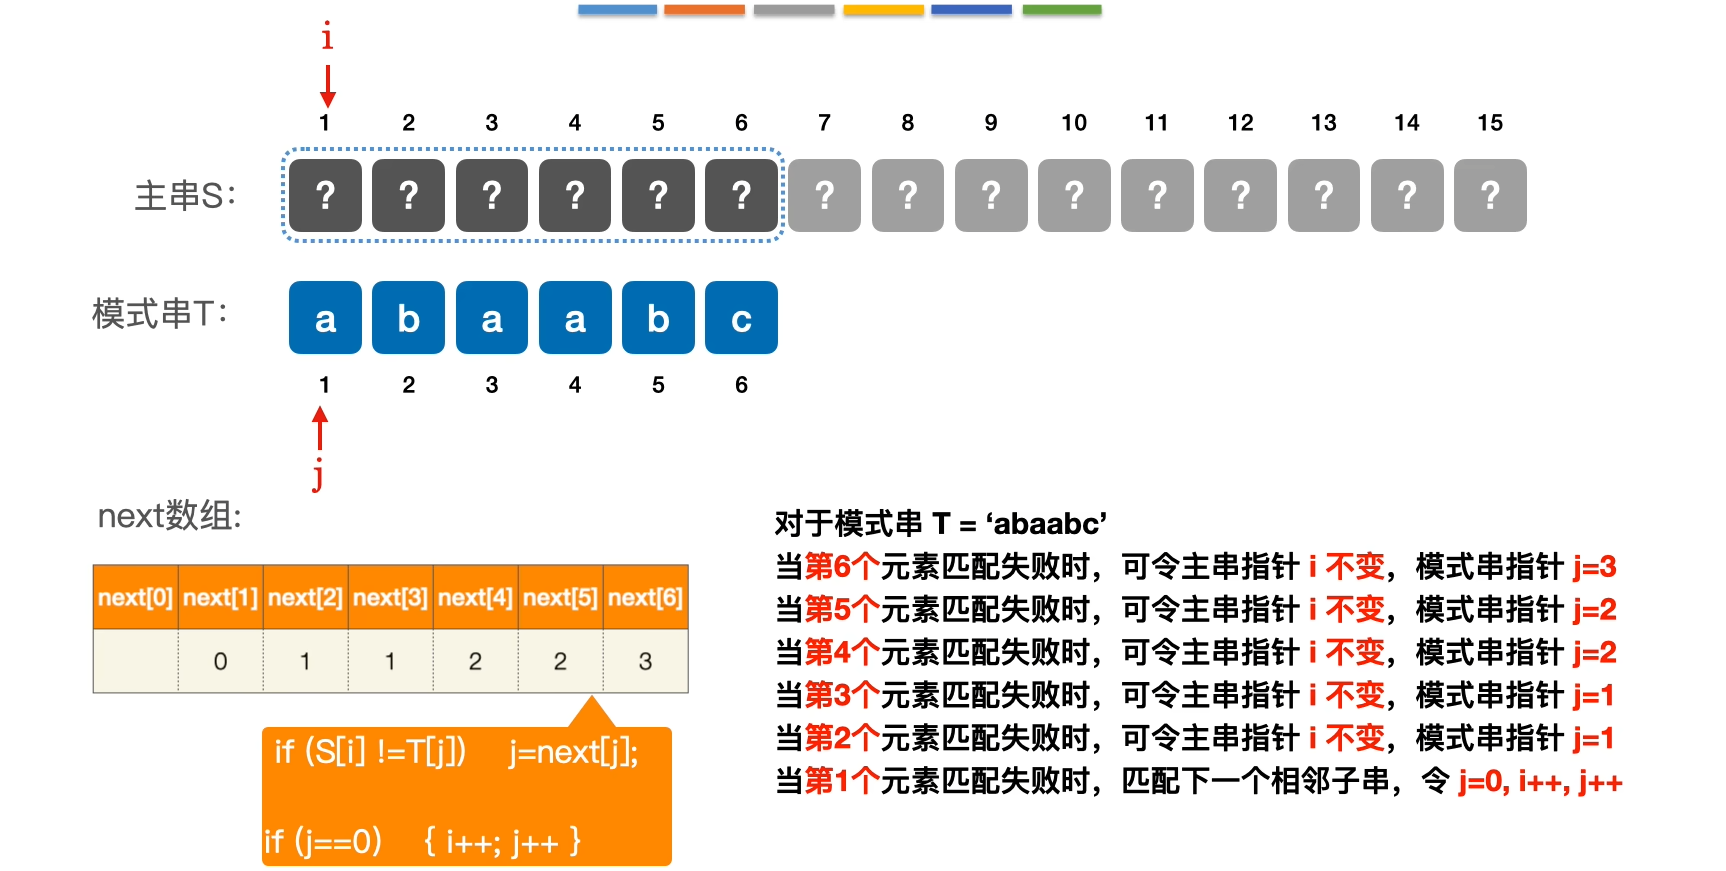 i
1 2 3 4 5 6 7 8 9 10 11 12 13 14 15
主串S: ? ? ? ? ? ? ? ? ? ? ? ? ? ? ?
模式串T: a b a a b c
1 2 3 4 5 6
j
next数组:
next[0] next[1] next[2] next[3] next[4] next[5] next[6]
0 1 1 2 2 3
if (S[i] !=T[j]) j=next[j];
if (j==0) { i++; j++ }
对于模式串 T = ‘abaabc’
当第6个元素匹配失败时，可令主串指针 i 不变，模式串指针 j=3
当第5个元素匹配失败时，可令主串指针 i 不变，模式串指针 j=2
当第4个元素匹配失败时，可令主串指针 i 不变，模式串指针 j=2
当第3个元素匹配失败时，可令主串指针 i 不变，模式串指针 j=1
当第2个元素匹配失败时，可令主串指针 i 不变，模式串指针 j=1
当第1个元素匹配失败时，匹配下一个相邻子串，令 j=0, i++, j++